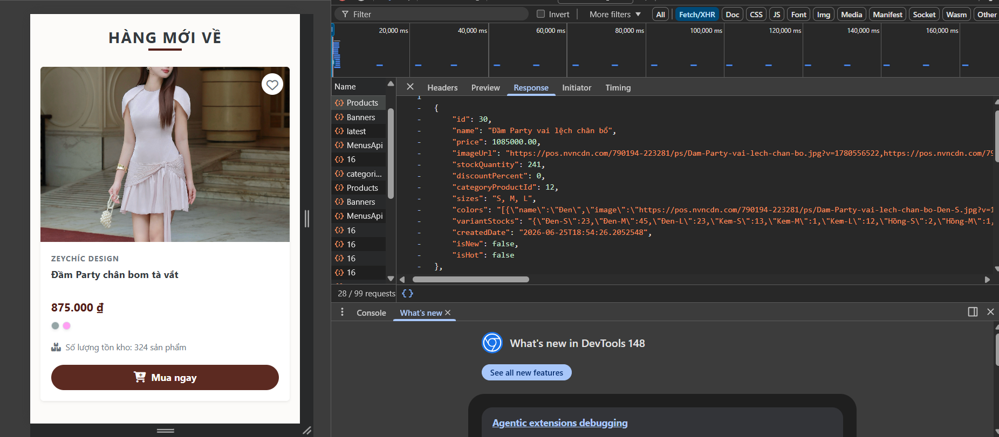 HÀNG MỚI VỀ
ZEYCHÍC DESIGN
Đầm Party chân bom tà vắt
875.000 ₫
Số lượng tồn kho: 324 sản phẩm
Mua ngay
Filter
Invert
More filters
All
Fetch/XHR
Doc
CSS
JS
Font
Img
Media
Manifest
Socket
Wasm
Other
20,000 ms
40,000 ms
60,000 ms
80,000 ms
100,000 ms
120,000 ms
140,000 ms
160,000 ms
Name
Products
Banners
latest
MenusApi
16
categori...
Products
Banners
MenusApi
16
16
16
16
28 / 99 requests
Headers
Preview
Response
Initiator
Timing
1
- {
- "id": 30,
- "name": "Đầm Party vai lệch chân bổ",
- "price": 1085000.00,
- "imageUrl": "https://pos.nvncdn.com/790194-223281/ps/Dam-Party-vai-lech-chan-bo.jpg?v=1780556522,https://pos.nvncdn.com/79
- "stockQuantity": 241,
- "discountPercent": 0,
- "categoryProductId": 12,
- "sizes": "S, M, L",
- "colors": "[{\"name\":\"Đen\",\"image\":\"https://pos.nvncdn.com/790194-223281/ps/Dam-Party-vai-lech-chan-bo-Den-S.jpg?v=1
- "variantStocks": "{\"Đen-S\":23,\"Đen-M\":45,\"Đen-L\":23,\"Kem-S\":13,\"Kem-M\":1,\"Kem-L\":12,\"Hồng-S\":2,\"Hồng-M\":1,
- "createdDate": "2026-06-25T18:54:26.2052548",
- "isNew": false,
- "isHot": false
- },
{}
Console
What's new
What's new in DevTools 148
See all new features
Agentic extensions debugging